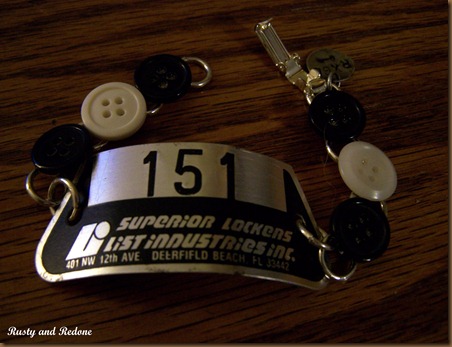 151
SUPERIOR LOCKERS
LIST INDUSTRIES INC.
401 NW 12th AVE DEERFIELD BEACH, FL 33442
Rusty and Redone